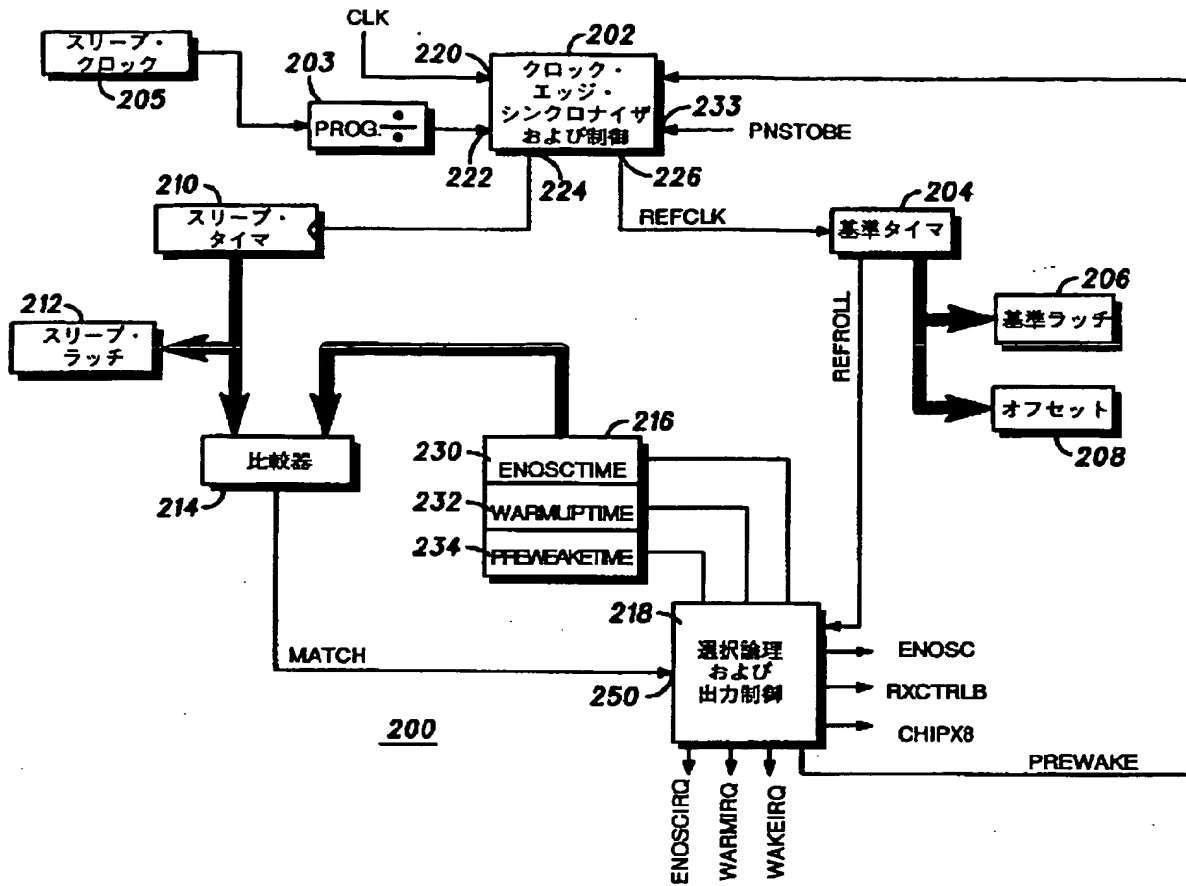 CLK
スリープ・
クロック
205
203
PROG. ÷
220
202
クロック・
エッジ・
シンクロナイザ
および制御
233
PNSTOBE
222
224
226
210
スリープ・
タイマ
REFCLK
204
基準タイマ
212
スリープ・
ラッチ
REFROLL
206
基準ラッチ
オフセット
208
比較器
214
216
230
ENOSCTIME
232
WARMUPTIME
234
PREWEAKETIME
MATCH
218
選択論理
および
出力制御
250
ENOSC
RXCTRLB
CHIPX8
200
PREWAKE
ENOSCIRQ
WARMIRQ
WAKEIRQ